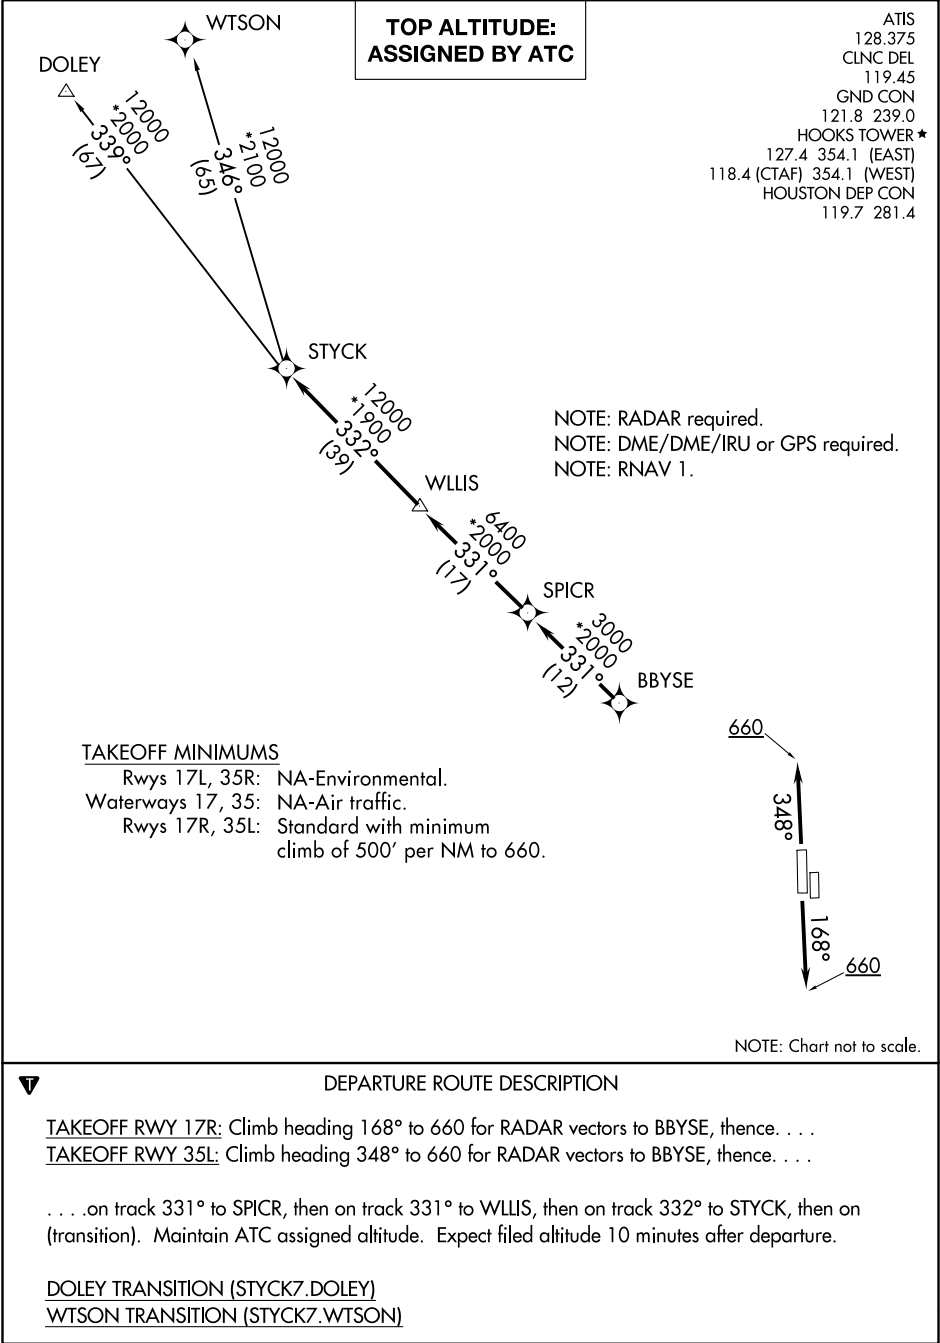 TOP ALTITUDE:
ASSIGNED BY ATC
ATIS
128.375
CLNC DEL
119.45
GND CON
121.8 239.0
HOOKS TOWER ★
127.4 354.1 (EAST)
118.4 (CTAF) 354.1 (WEST)
HOUSTON DEP CON
119.7 281.4
WTSON
DOLEY
12000
*2000
339°
(67)
12000
*2100
346°
(65)
STYCK
12000
*1900
332°
(39)
NOTE: RADAR required.
NOTE: DME/DME/IRU or GPS required.
NOTE: RNAV 1.
WLLIS
6400
*2000
331°
(17)
SPICR
3000
*2000
331°
(12)
BBYSE
660
348°
168°
660
TAKEOFF MINIMUMS
Rwys 17L, 35R: NA-Environmental.
Waterways 17, 35: NA-Air traffic.
Rwys 17R, 35L: Standard with minimum
climb of 500' per NM to 660.
NOTE: Chart not to scale.
T
DEPARTURE ROUTE DESCRIPTION
TAKEOFF RWY 17R: Climb heading 168° to 660 for RADAR vectors to BBYSE, thence. . . .
TAKEOFF RWY 35L: Climb heading 348° to 660 for RADAR vectors to BBYSE, thence. . . .
. . . .on track 331° to SPICR, then on track 331° to WLLIS, then on track 332° to STYCK, then on
(transition). Maintain ATC assigned altitude. Expect filed altitude 10 minutes after departure.
DOLEY TRANSITION (STYCK7.DOLEY)
WTSON TRANSITION (STYCK7.WTSON)